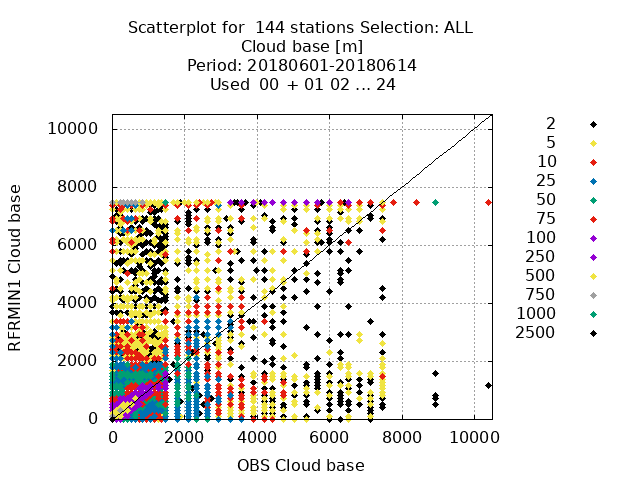 Scatterplot for  144 stations Selection: ALL
Cloud base [m]
Period: 20180601-20180614
Used  00 + 01 02 ... 24
RFRMIN1 Cloud base
10000
8000
6000
4000
2000
0
0 2000 4000 6000 8000 10000
OBS Cloud base
2
5
10
25
50
75
100
250
500
750
1000
2500